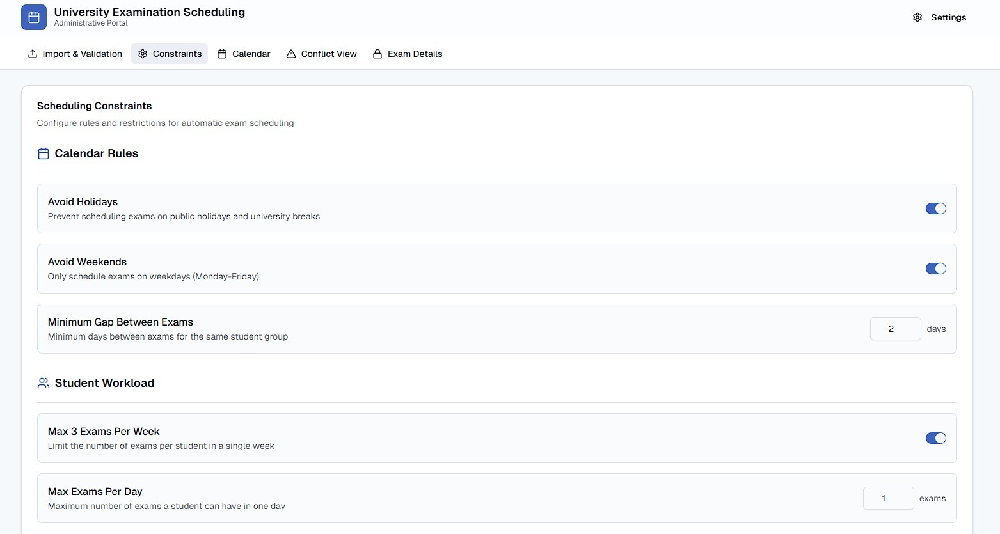 University Examination Scheduling
Administrative Portal
Settings
Import & Validation
Constraints
Calendar
Conflict View
Exam Details
Scheduling Constraints
Configure rules and restrictions for automatic exam scheduling
Calendar Rules
Avoid Holidays
Prevent scheduling exams on public holidays and university breaks
Avoid Weekends
Only schedule exams on weekdays (Monday-Friday)
Minimum Gap Between Exams
Minimum days between exams for the same student group
2 days
Student Workload
Max 3 Exams Per Week
Limit the number of exams per student in a single week
Max Exams Per Day
Maximum number of exams a student can have in one day
1 exams